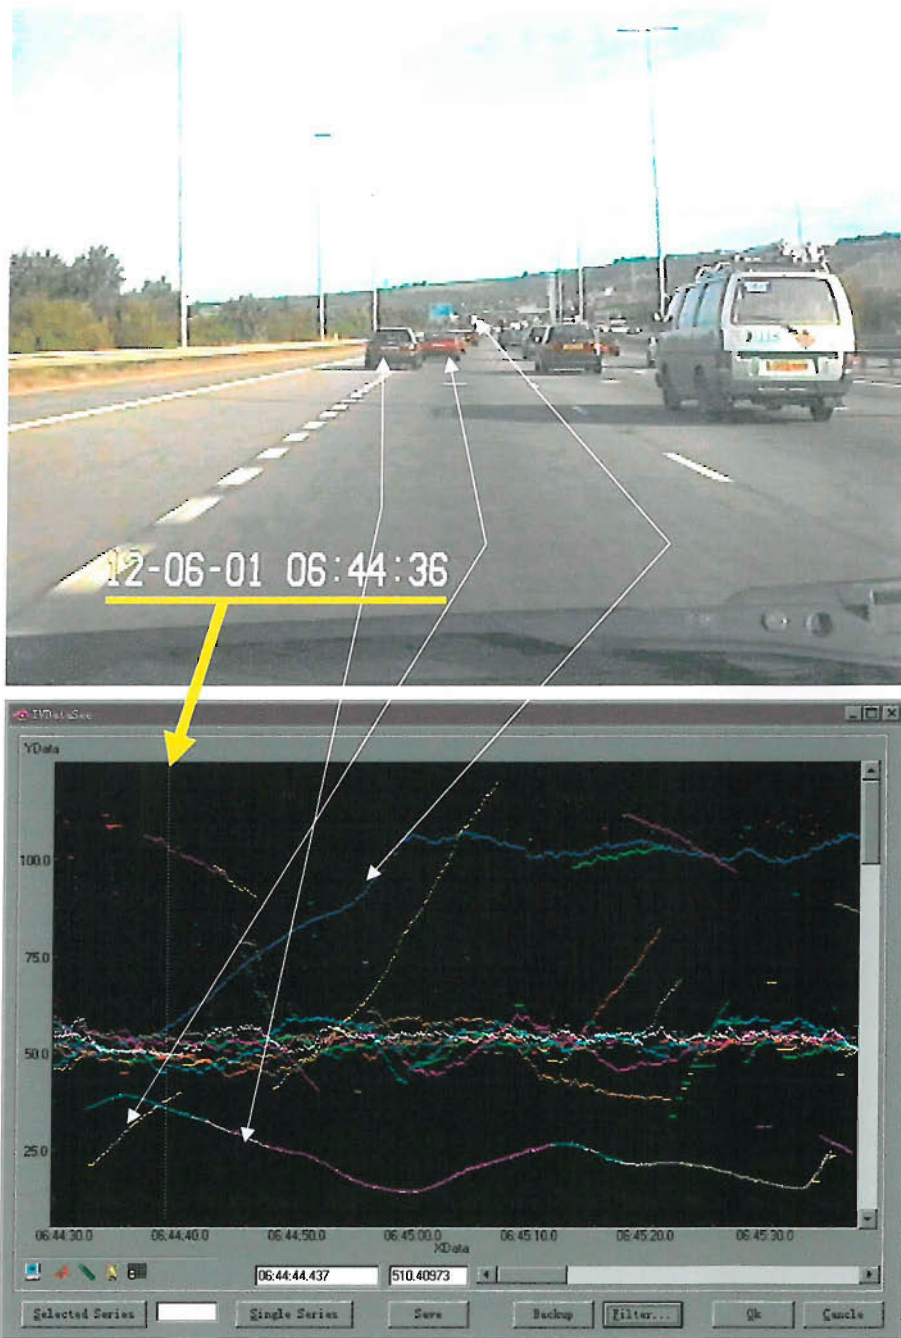 12-06-01 06:44:36
IVDataSee
YData
100.0
75.0
50.0
25.0
06:44:30.0 06:44:40.0 06:44:50.0 06:45:00.0 06:45:10.0 06:45:20.0 06:45:30.0
XData
06:44:44.437 510.40973
Selected Series Single Series Save Backup Filter... Ok Cancle